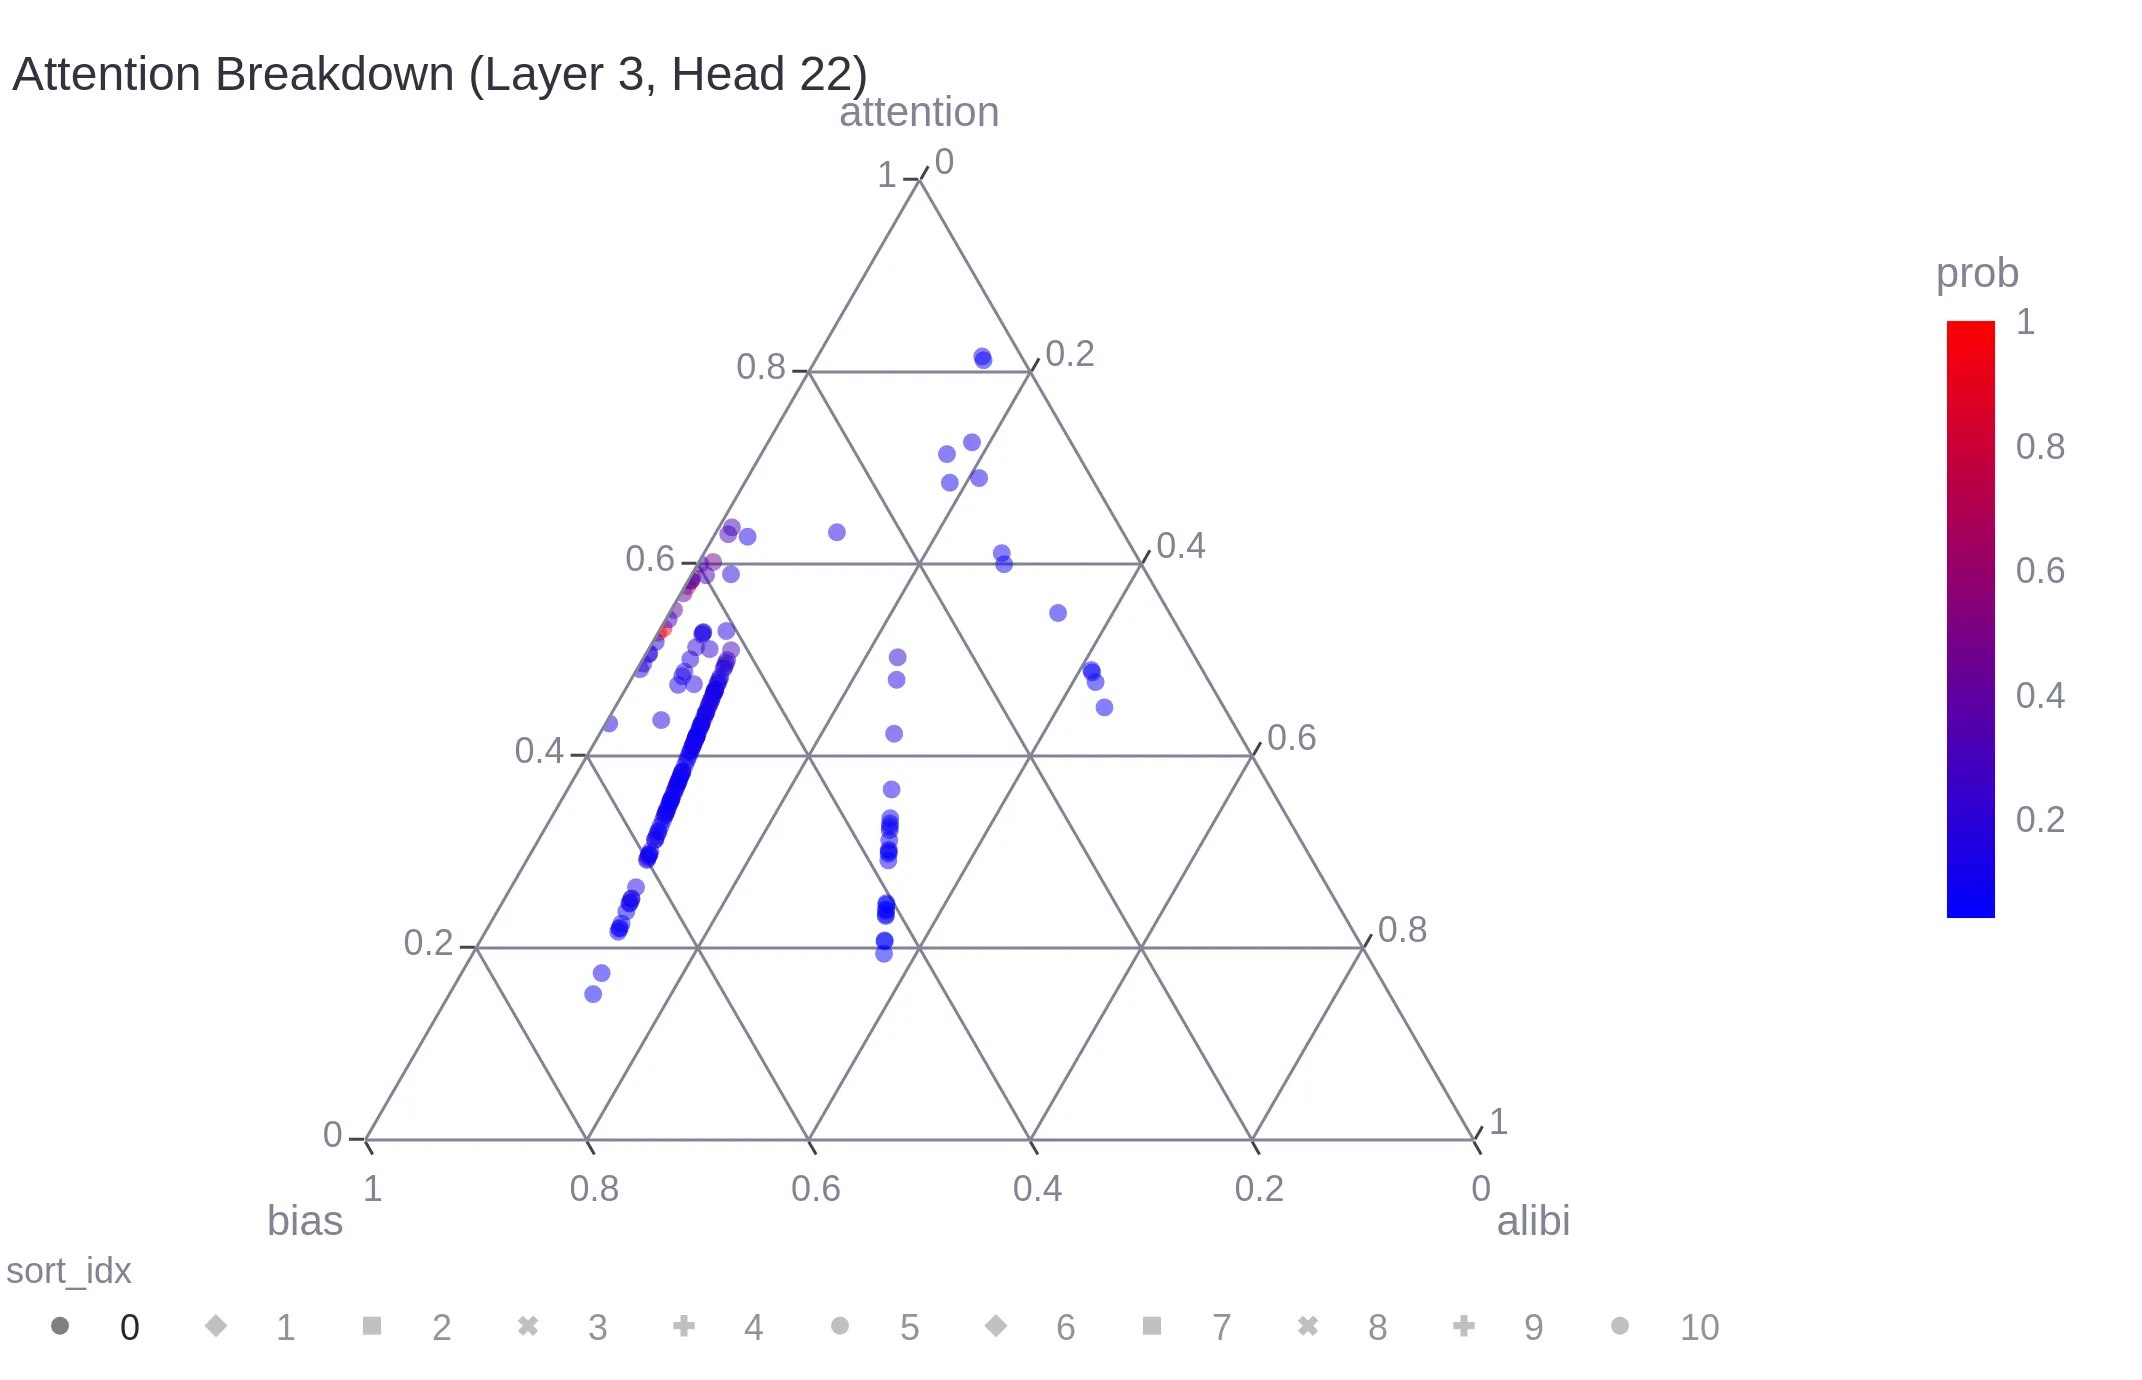 Attention Breakdown (Layer 3, Head 22)
attention
1 0
0.8 0.2
0.6 0.4
0.4 0.6
0.2 0.8
0 1
1 0.8 0.6 0.4 0.2 0
bias alibi
prob
1
0.8
0.6
0.4
0.2
sort_idx
0 1 2 3 4 5 6 7 8 9 10